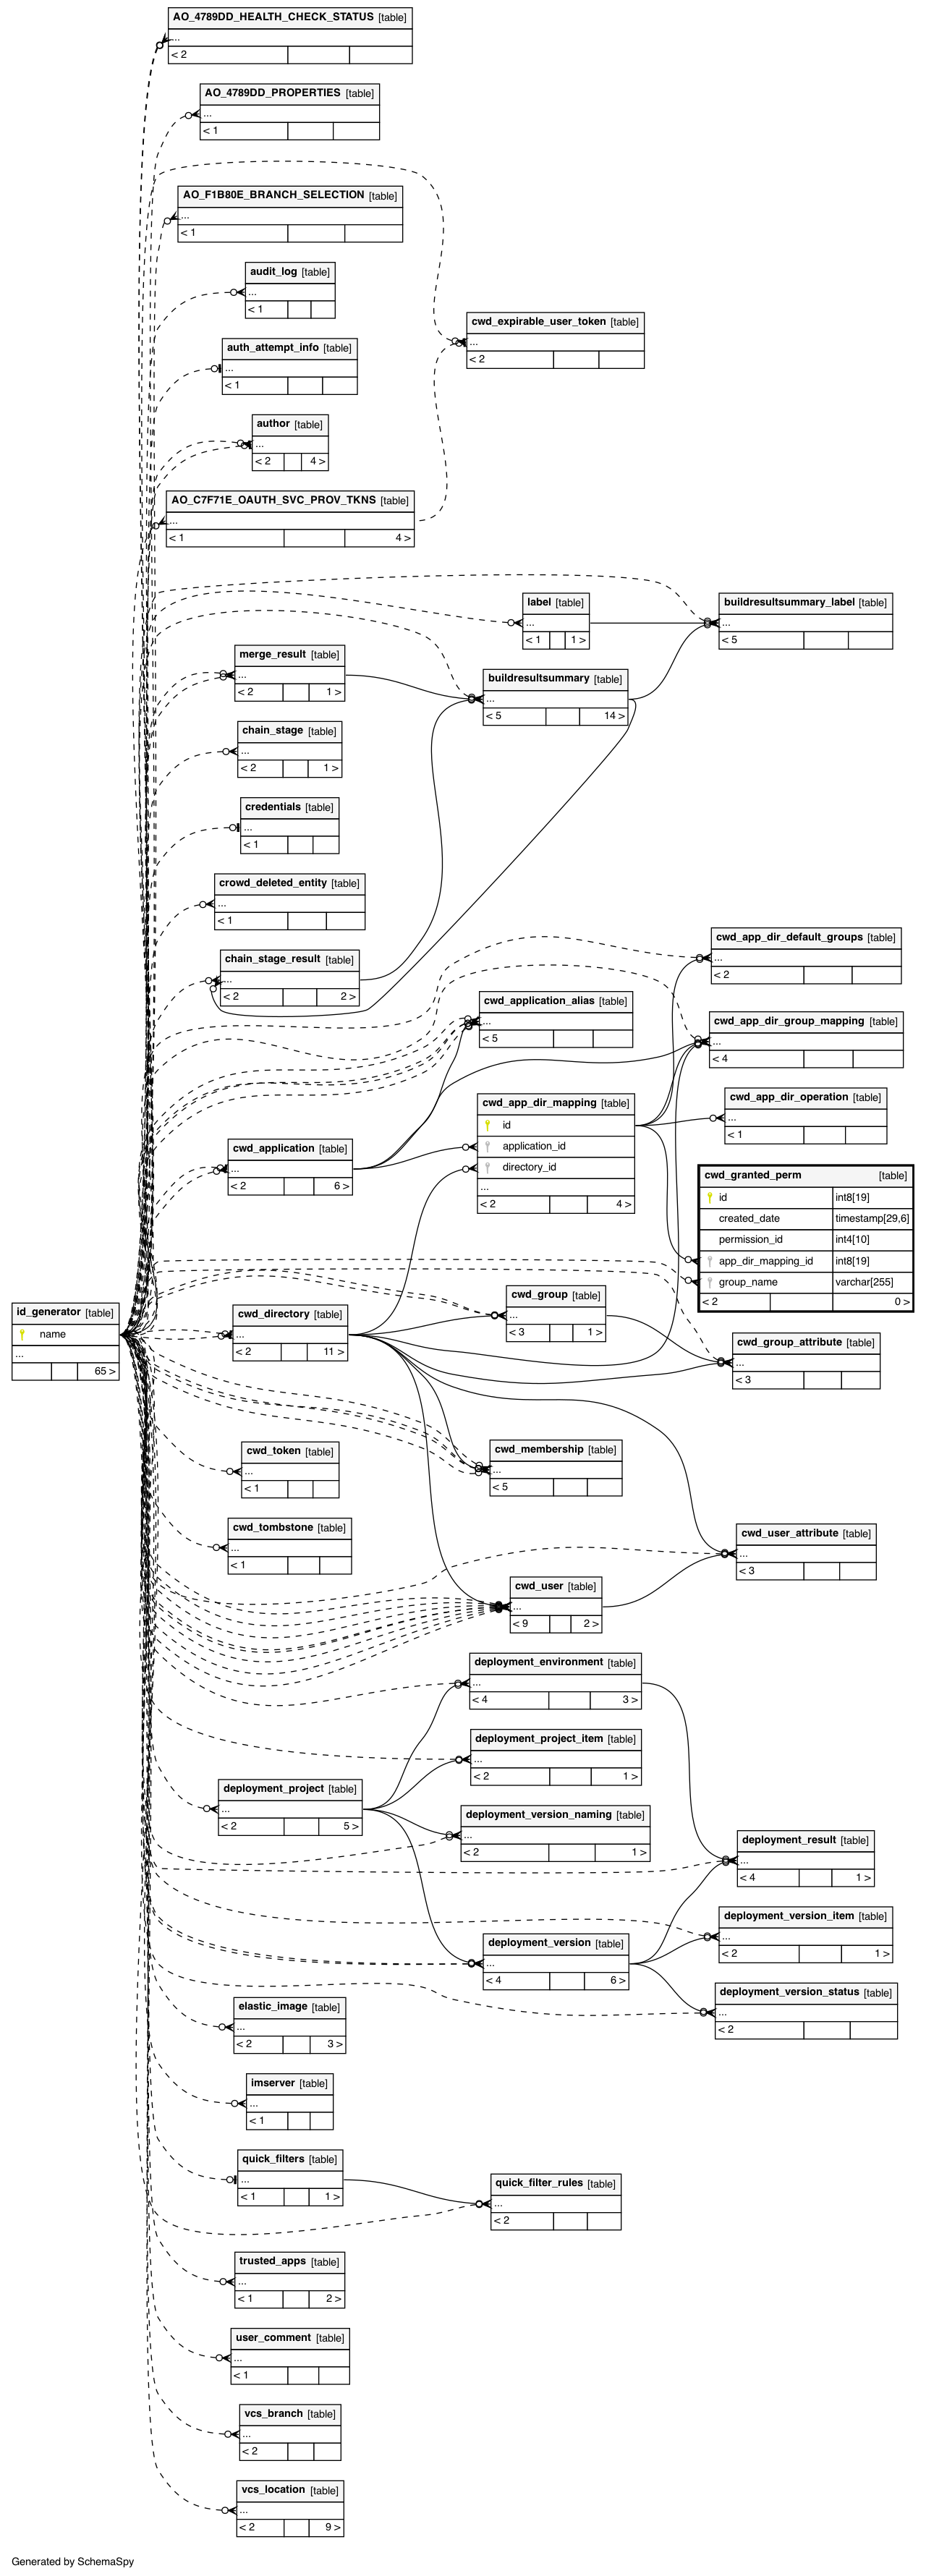 AO_4789DD_HEALTH_CHECK_STATUS [table]
...
< 2
AO_4789DD_PROPERTIES [table]
...
< 1
AO_F1B80E_BRANCH_SELECTION [table]
...
< 1
audit_log [table]
...
< 1
cwd_expirable_user_token [table]
...
< 2
auth_attempt_info [table]
...
< 1
author [table]
...
< 2 4 >
AO_C7F71E_OAUTH_SVC_PROV_TKNS [table]
...
< 1 4 >
label [table]
...
< 1 1 >
buildresultsummary_label [table]
...
< 5
merge_result [table]
...
< 2 1 >
buildresultsummary [table]
...
< 5 14 >
chain_stage [table]
...
< 2 1 >
credentials [table]
...
< 1
crowd_deleted_entity [table]
...
< 1
chain_stage_result [table]
...
< 2 2 >
cwd_app_dir_default_groups [table]
...
< 2
cwd_application_alias [table]
...
< 5
cwd_app_dir_group_mapping [table]
...
< 4
cwd_app_dir_mapping [table]
id
application_id
directory_id
...
< 2 4 >
cwd_app_dir_operation [table]
...
< 1
cwd_application [table]
...
< 2 6 >
cwd_granted_perm [table]
id int8[19]
created_date timestamp[29,6]
permission_id int4[10]
app_dir_mapping_id int8[19]
group_name varchar[255]
< 2 0 >
id_generator [table]
name
...
65 >
cwd_directory [table]
...
< 2 11 >
cwd_group [table]
...
< 3 1 >
cwd_group_attribute [table]
...
< 3
cwd_token [table]
...
< 1
cwd_membership [table]
...
< 5
cwd_tombstone [table]
...
< 1
cwd_user_attribute [table]
...
< 3
cwd_user [table]
...
< 9 2 >
deployment_environment [table]
...
< 4 3 >
deployment_project_item [table]
...
< 2 1 >
deployment_project [table]
...
< 2 5 >
deployment_version_naming [table]
...
< 2 1 >
deployment_result [table]
...
< 4 1 >
deployment_version_item [table]
...
< 2 1 >
deployment_version [table]
...
< 4 6 >
deployment_version_status [table]
...
< 2
elastic_image [table]
...
< 2 3 >
imserver [table]
...
< 1
quick_filters [table]
...
< 1 1 >
quick_filter_rules [table]
...
< 2
trusted_apps [table]
...
< 1 2 >
user_comment [table]
...
< 1
vcs_branch [table]
...
< 2
vcs_location [table]
...
< 2 9 >
Generated by SchemaSpy